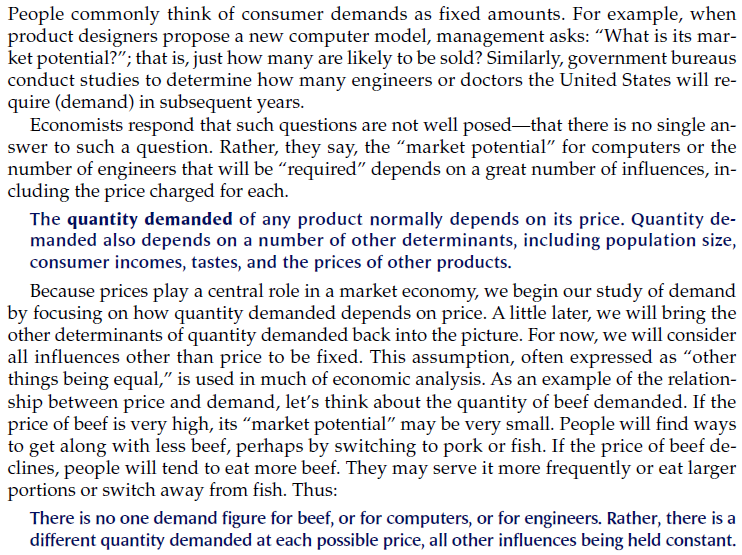 People commonly think of consumer demands as fixed amounts. For example, when
product designers propose a new computer model, management asks: “What is its mar-
ket potential?”; that is, just how many are likely to be sold? Similarly, government bureaus
conduct studies to determine how many engineers or doctors the United States will re-
quire (demand) in subsequent years.
Economists respond that such questions are not well posed—that there is no single an-
swer to such a question. Rather, they say, the “market potential” for computers or the
number of engineers that will be “required” depends on a great number of influences, in-
cluding the price charged for each.
The quantity demanded of any product normally depends on its price. Quantity de-
manded also depends on a number of other determinants, including population size,
consumer incomes, tastes, and the prices of other products.
Because prices play a central role in a market economy, we begin our study of demand
by focusing on how quantity demanded depends on price. A little later, we will bring the
other determinants of quantity demanded back into the picture. For now, we will consider
all influences other than price to be fixed. This assumption, often expressed as “other
things being equal,” is used in much of economic analysis. As an example of the relation-
ship between price and demand, let’s think about the quantity of beef demanded. If the
price of beef is very high, its “market potential” may be very small. People will find ways
to get along with less beef, perhaps by switching to pork or fish. If the price of beef de-
clines, people will tend to eat more beef. They may serve it more frequently or eat larger
portions or switch away from fish. Thus:
There is no one demand figure for beef, or for computers, or for engineers. Rather, there is a
different quantity demanded at each possible price, all other influences being held constant.